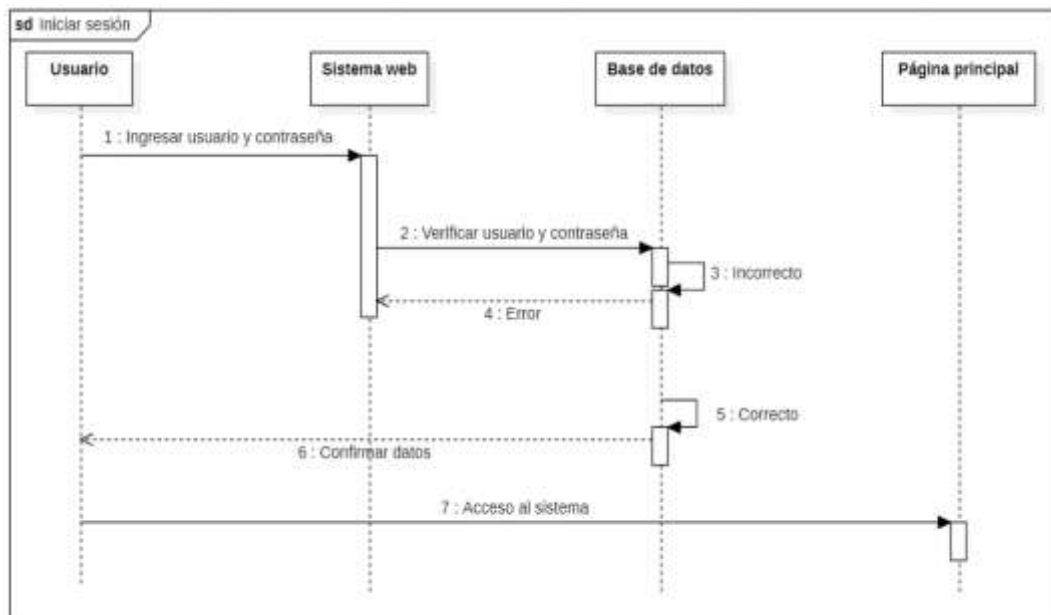 sd Iniciar sesión
Usuario
Sistema web
Base de datos
Página principal
1 : Ingresar usuario y contraseña
2 : Verificar usuario y contraseña
3 : Incorrecto
4 : Error
5 : Correcto
6 : Confirmar datos
7 : Acceso al sistema